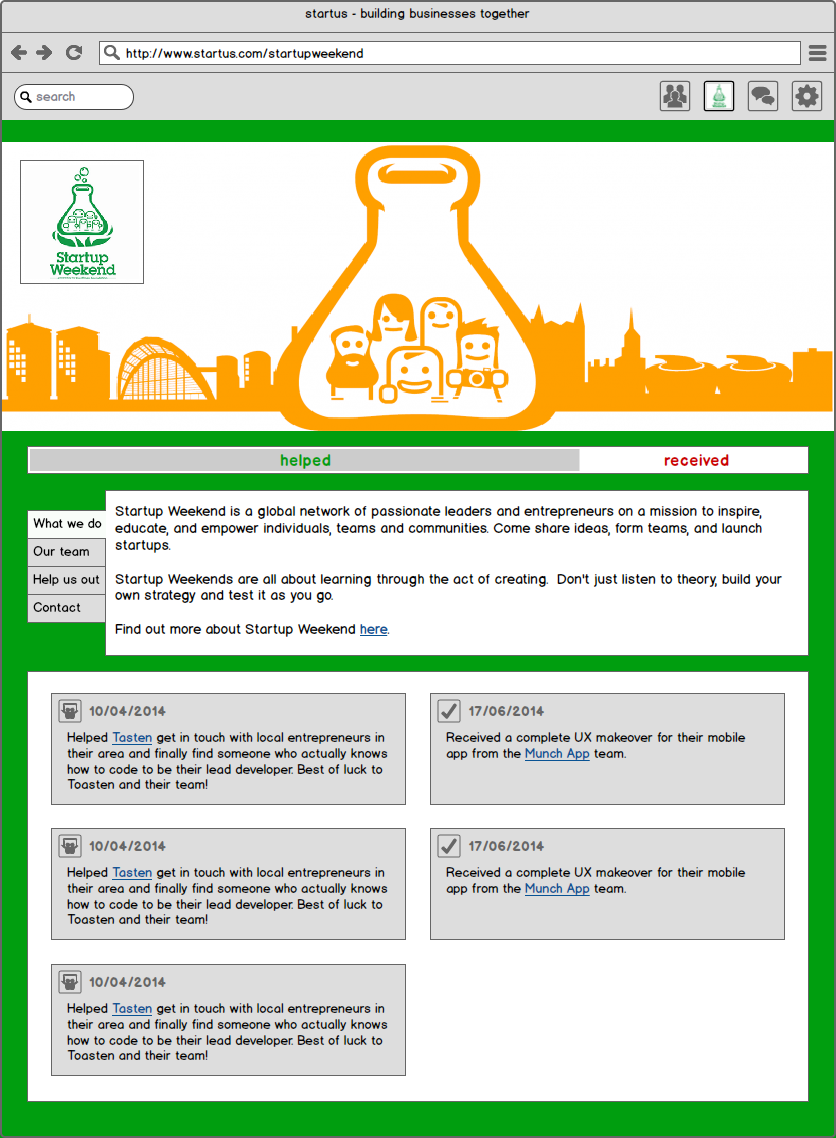 startus - building businesses together
http://www.startus.com/startupweekend
search
Startup
Weekend
helped
received
What we do
Our team
Help us out
Contact
Startup Weekend is a global network of passionate leaders and entrepreneurs on a mission to inspire,
educate, and empower individuals, teams and communities. Come share ideas, form teams, and launch
startups.
Startup Weekends are all about learning through the act of creating. Don't just listen to theory, build your
own strategy and test it as you go.
Find out more about Startup Weekend here.
10/04/2014
Helped Tasten get in touch with local entrepreneurs in
their area and finally find someone who actually knows
how to code to be their lead developer. Best of luck to
Toasten and their team!
17/06/2014
Received a complete UX makeover for their mobile
app from the Munch App team.
10/04/2014
Helped Tasten get in touch with local entrepreneurs in
their area and finally find someone who actually knows
how to code to be their lead developer. Best of luck to
Toasten and their team!
17/06/2014
Received a complete UX makeover for their mobile
app from the Munch App team.
10/04/2014
Helped Tasten get in touch with local entrepreneurs in
their area and finally find someone who actually knows
how to code to be their lead developer. Best of luck to
Toasten and their team!